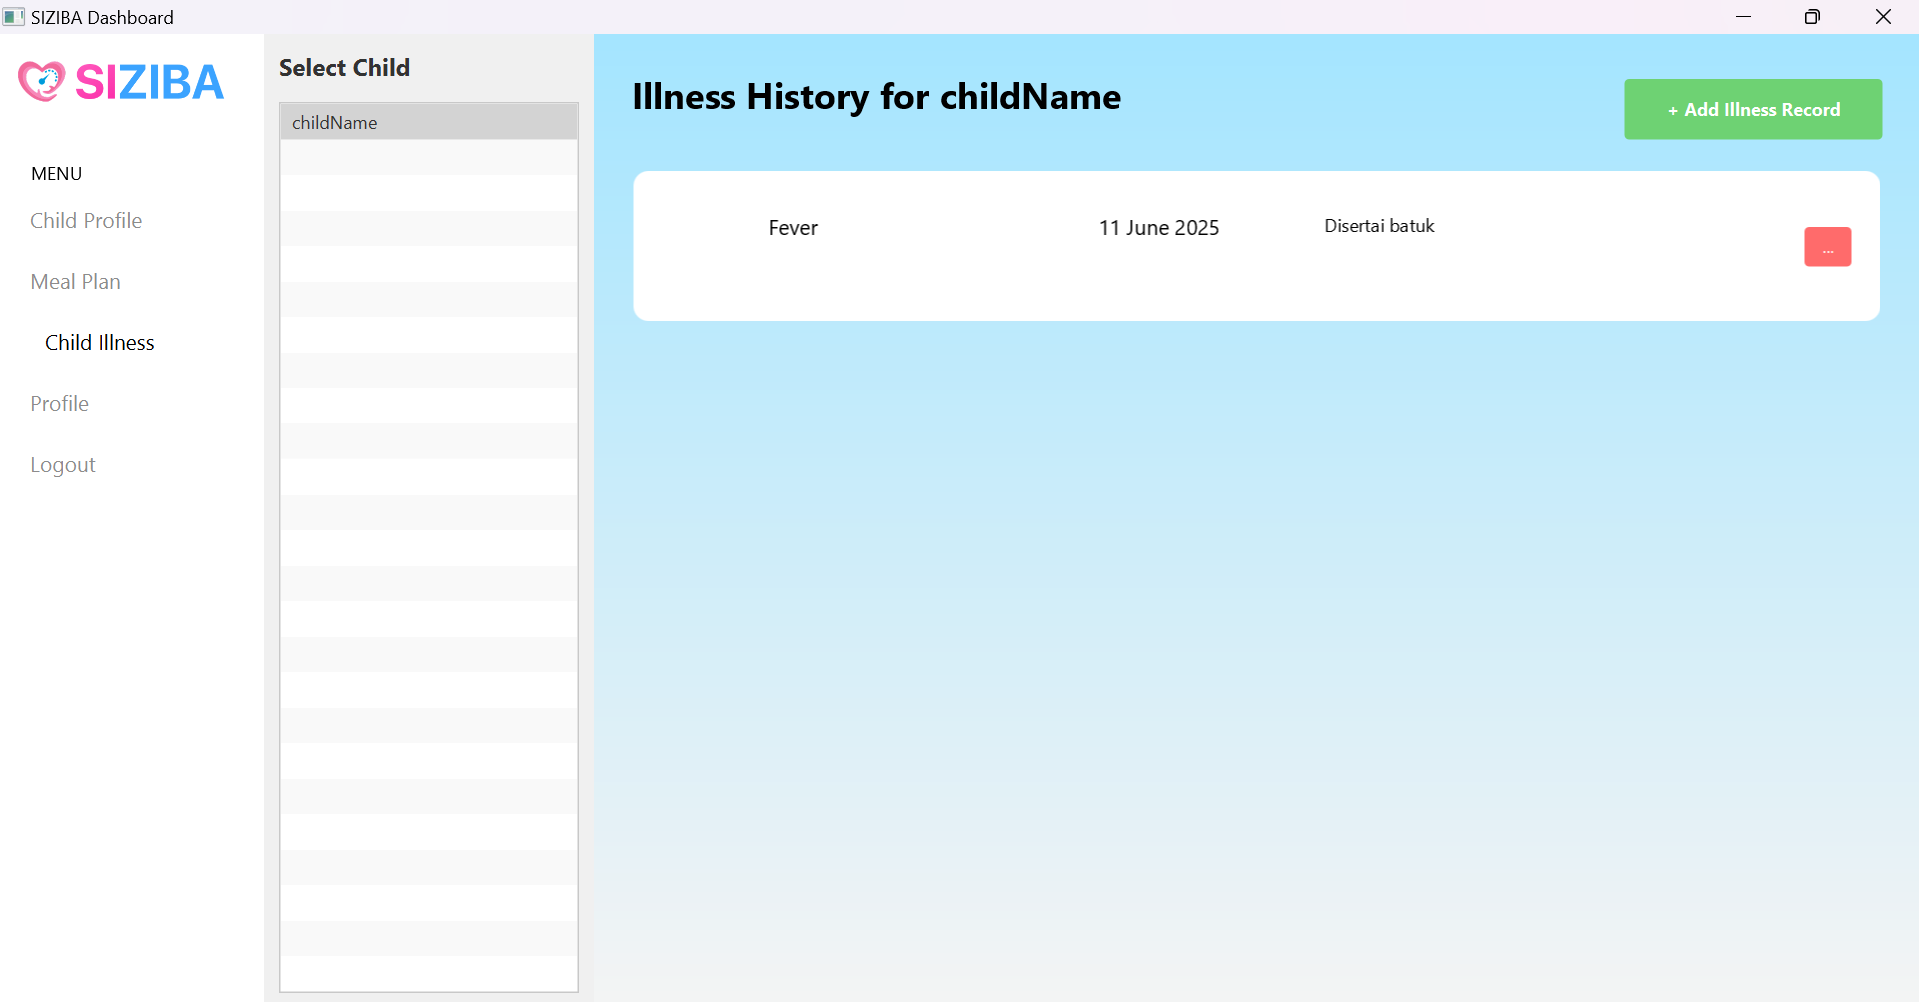 SIZIBA Dashboard
SIZIBA
MENU
Child Profile
Meal Plan
Child Illness
Profile
Logout
Select Child
childName
Illness History for childName
+ Add Illness Record
Fever
11 June 2025
Disertai batuk
...